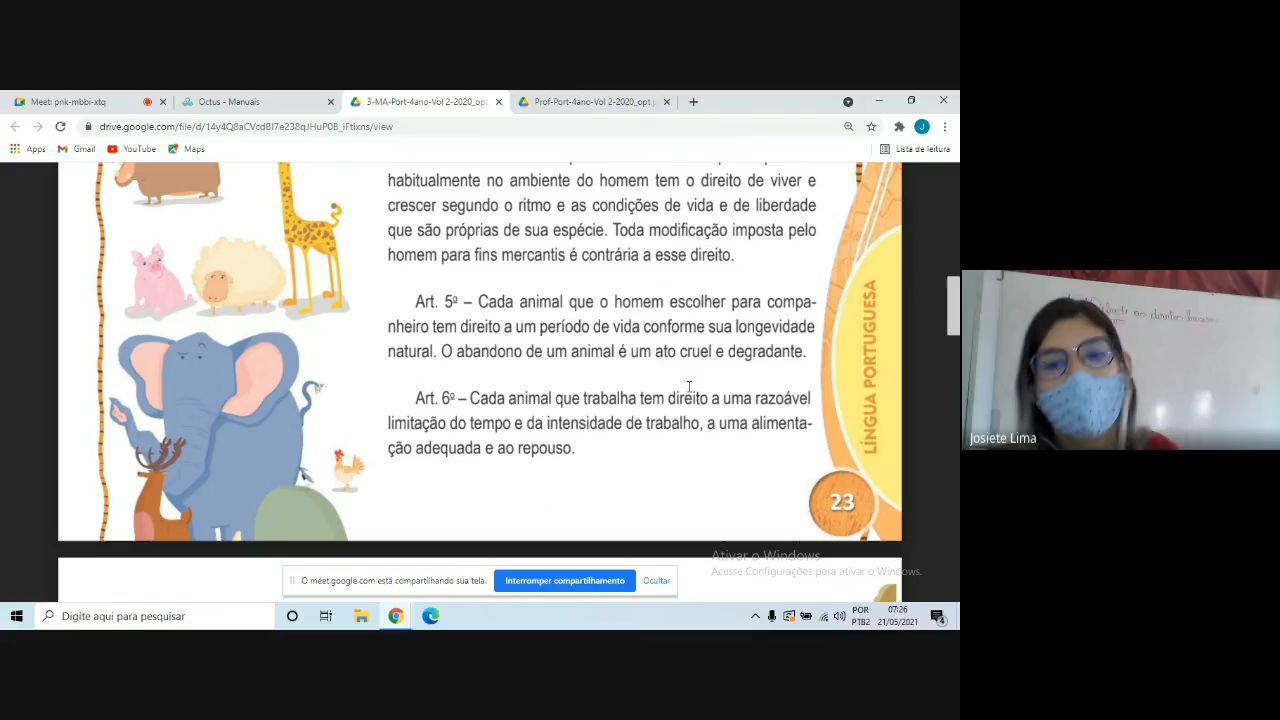 Meet: pnk-mbbi-xtq
Octus - Manuais
3-MA-Port-4ano-Vol 2-2020_opt
Prof-Port-4ano-Vol 2-2020_opt.
drive.google.com/file/d/14y4Q8aCVcdBI7e238qJHuP0B_iFtixns/view
Apps
Gmail
YouTube
Maps
Lista de leitura
habitualmente no ambiente do homem tem o direito de viver e
crescer segundo o ritmo e as condições de vida e de liberdade
que são próprias de sua espécie. Toda modificação imposta pelo
homem para fins mercantis é contrária a esse direito.
Art. 5º – Cada animal que o homem escolher para compa-
nheiro tem direito a um período de vida conforme sua longevidade
natural. O abandono de um animal é um ato cruel e degradante.
Art. 6º – Cada animal que trabalha tem direito a uma razoável
limitação do tempo e da intensidade de trabalho, a uma alimenta-
ção adequada e ao repouso.
LÍNGUA PORTUGUESA
23
Josiete Lima
Ativar o Windows
Acesse Configurações para ativar o Windows.
O meet.google.com está compartilhando sua tela.
Interromper compartilhamento
Ocultar
Digite aqui para pesquisar
POR
PTB2
07:26
21/05/2021
4
J